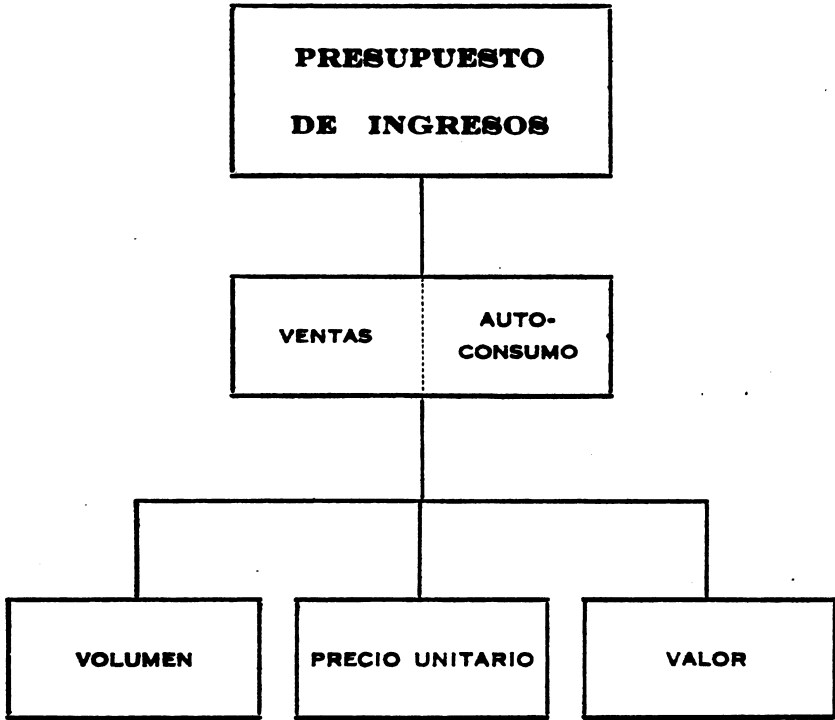 PRESUPUESTO
DE INGRESOS
VENTAS
AUTO-
CONSUMO
VOLUMEN
PRECIO UNITARIO
VALOR